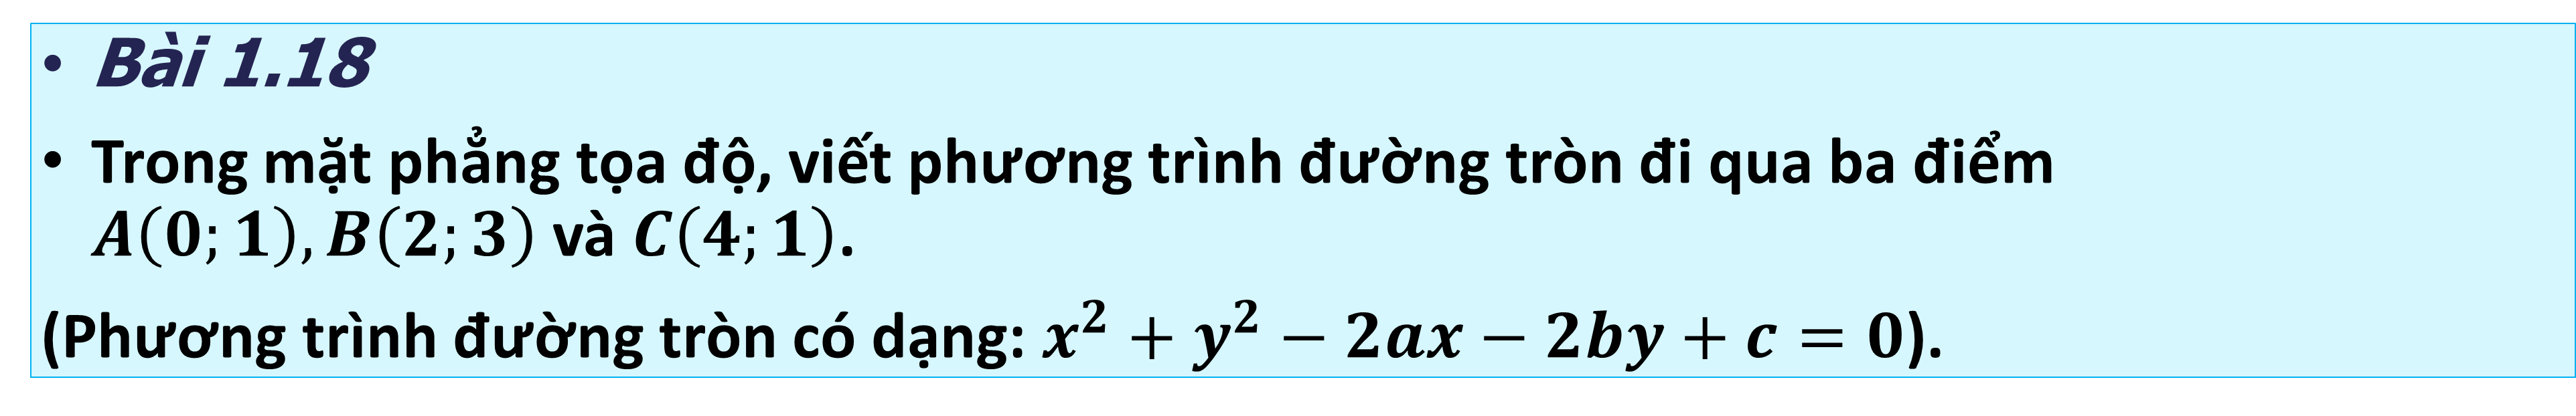 • Bài 1.18
• Trong mặt phẳng tọa độ, viết phương trình đường tròn đi qua ba điểm
A(0; 1), B(2; 3) và C(4; 1).
(Phương trình đường tròn có dạng: x² + y² − 2ax − 2by + c = 0).